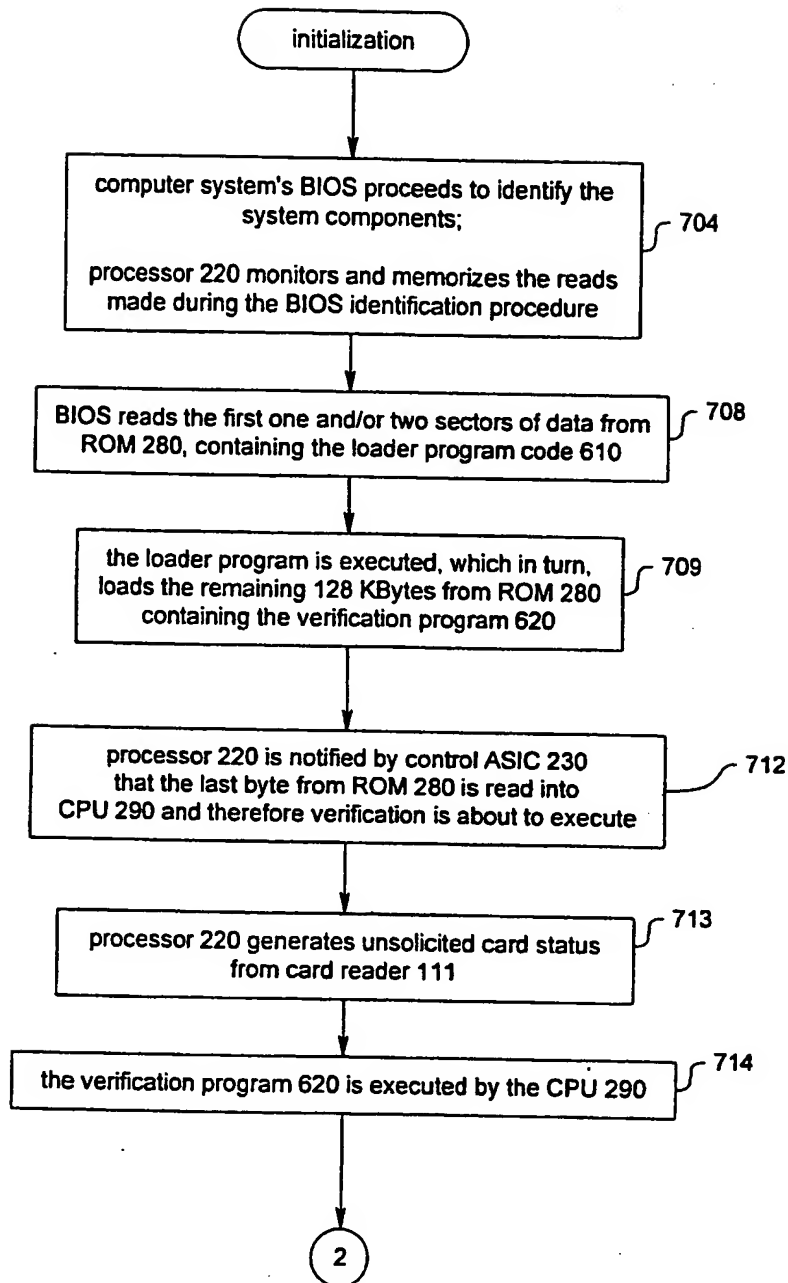 initialization
computer system's BIOS proceeds to identify the
system components;
processor 220 monitors and memorizes the reads
made during the BIOS identification procedure
704
BIOS reads the first one and/or two sectors of data from
ROM 280, containing the loader program code 610
708
the loader program is executed, which in turn,
loads the remaining 128 KBytes from ROM 280
containing the verification program 620
709
processor 220 is notified by control ASIC 230
that the last byte from ROM 280 is read into
CPU 290 and therefore verification is about to execute
712
processor 220 generates unsolicited card status
from card reader 111
713
the verification program 620 is executed by the CPU 290
714
2